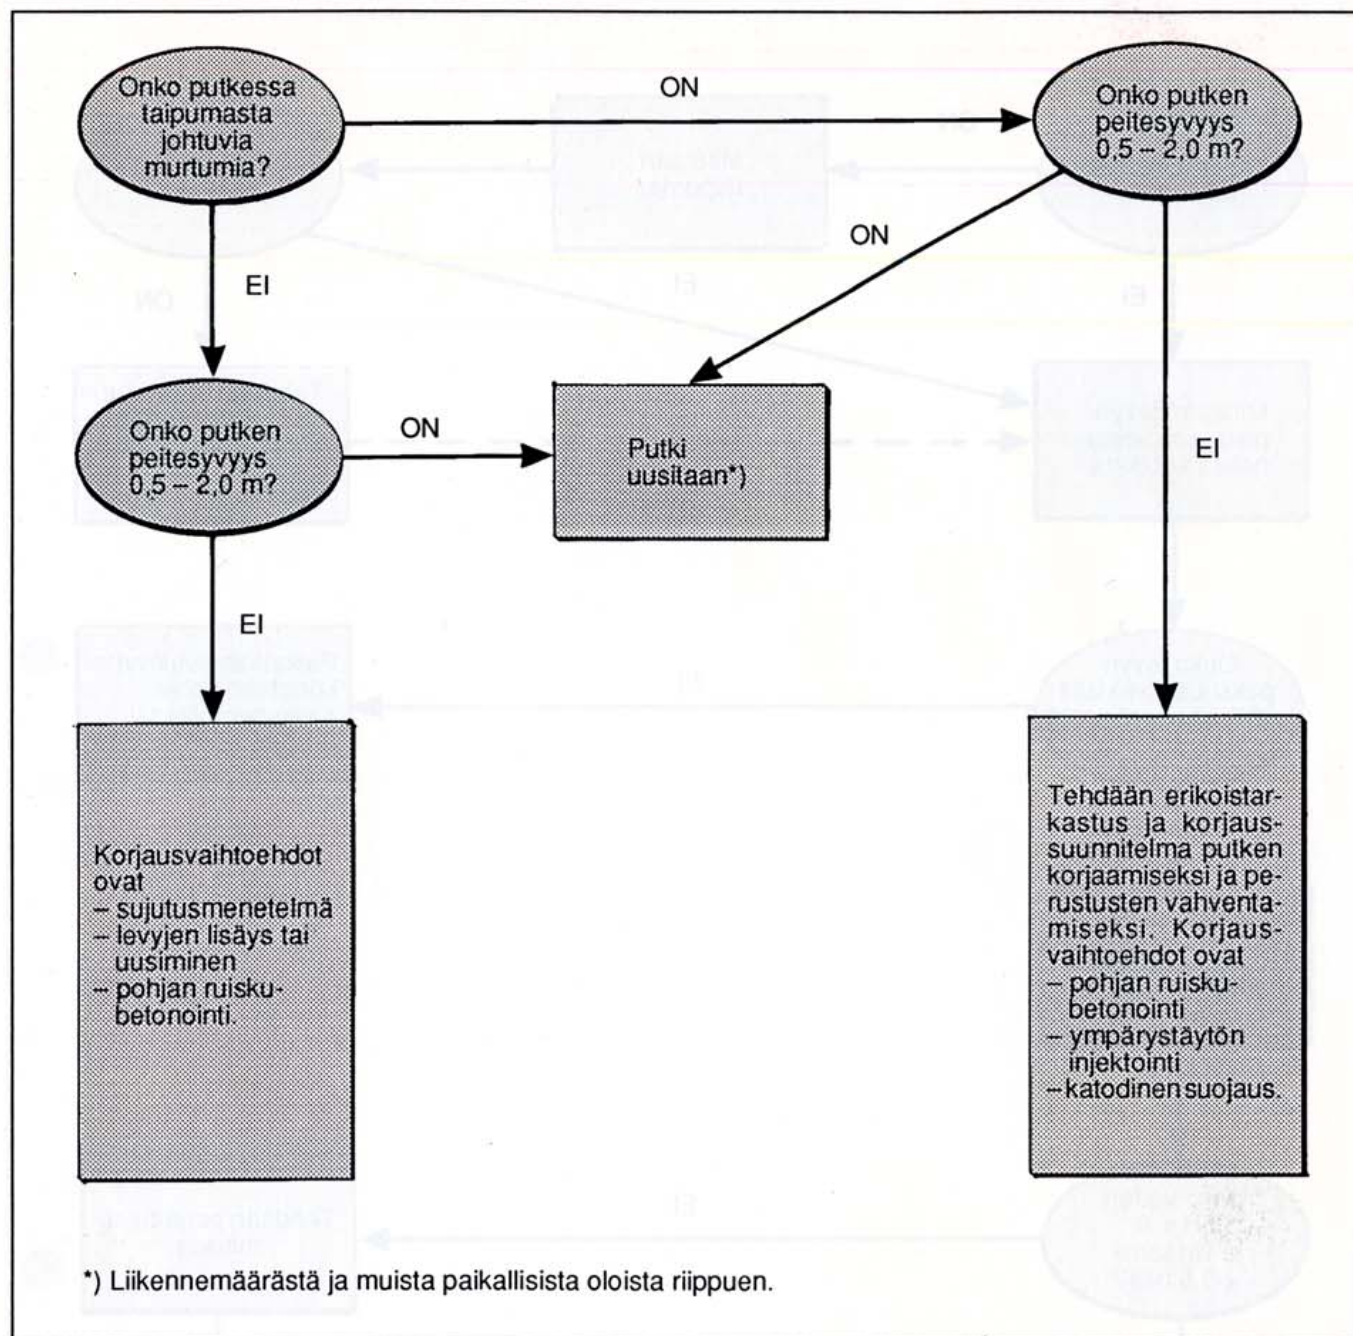 Onko putkessa
taipumasta
johtuvia
murtumia?
ON
Onko putken
peitesyvyys
0,5 – 2,0 m?
ON
EI
Onko putken
peitesyvyys
0,5 – 2,0 m?
ON
Putki
uusitaan*)
EI
EI
Korjausvaihtoehdot
ovat
– sujutusmenetelmä
– levyjen lisäys tai
uusiminen
– pohjan ruisku-
betonointi.
Tehdään erikoistar-
kastus ja korjaus-
suunnitelma putken
korjaamiseksi ja pe-
rustusten vahventa-
miseksi. Korjaus-
vaihtoehdot ovat
– pohjan ruisku-
betonointi
– ympärystäytön
injektointi
– katodinen suojaus.
*) Liikennemäärästä ja muista paikallisista oloista riippuen.